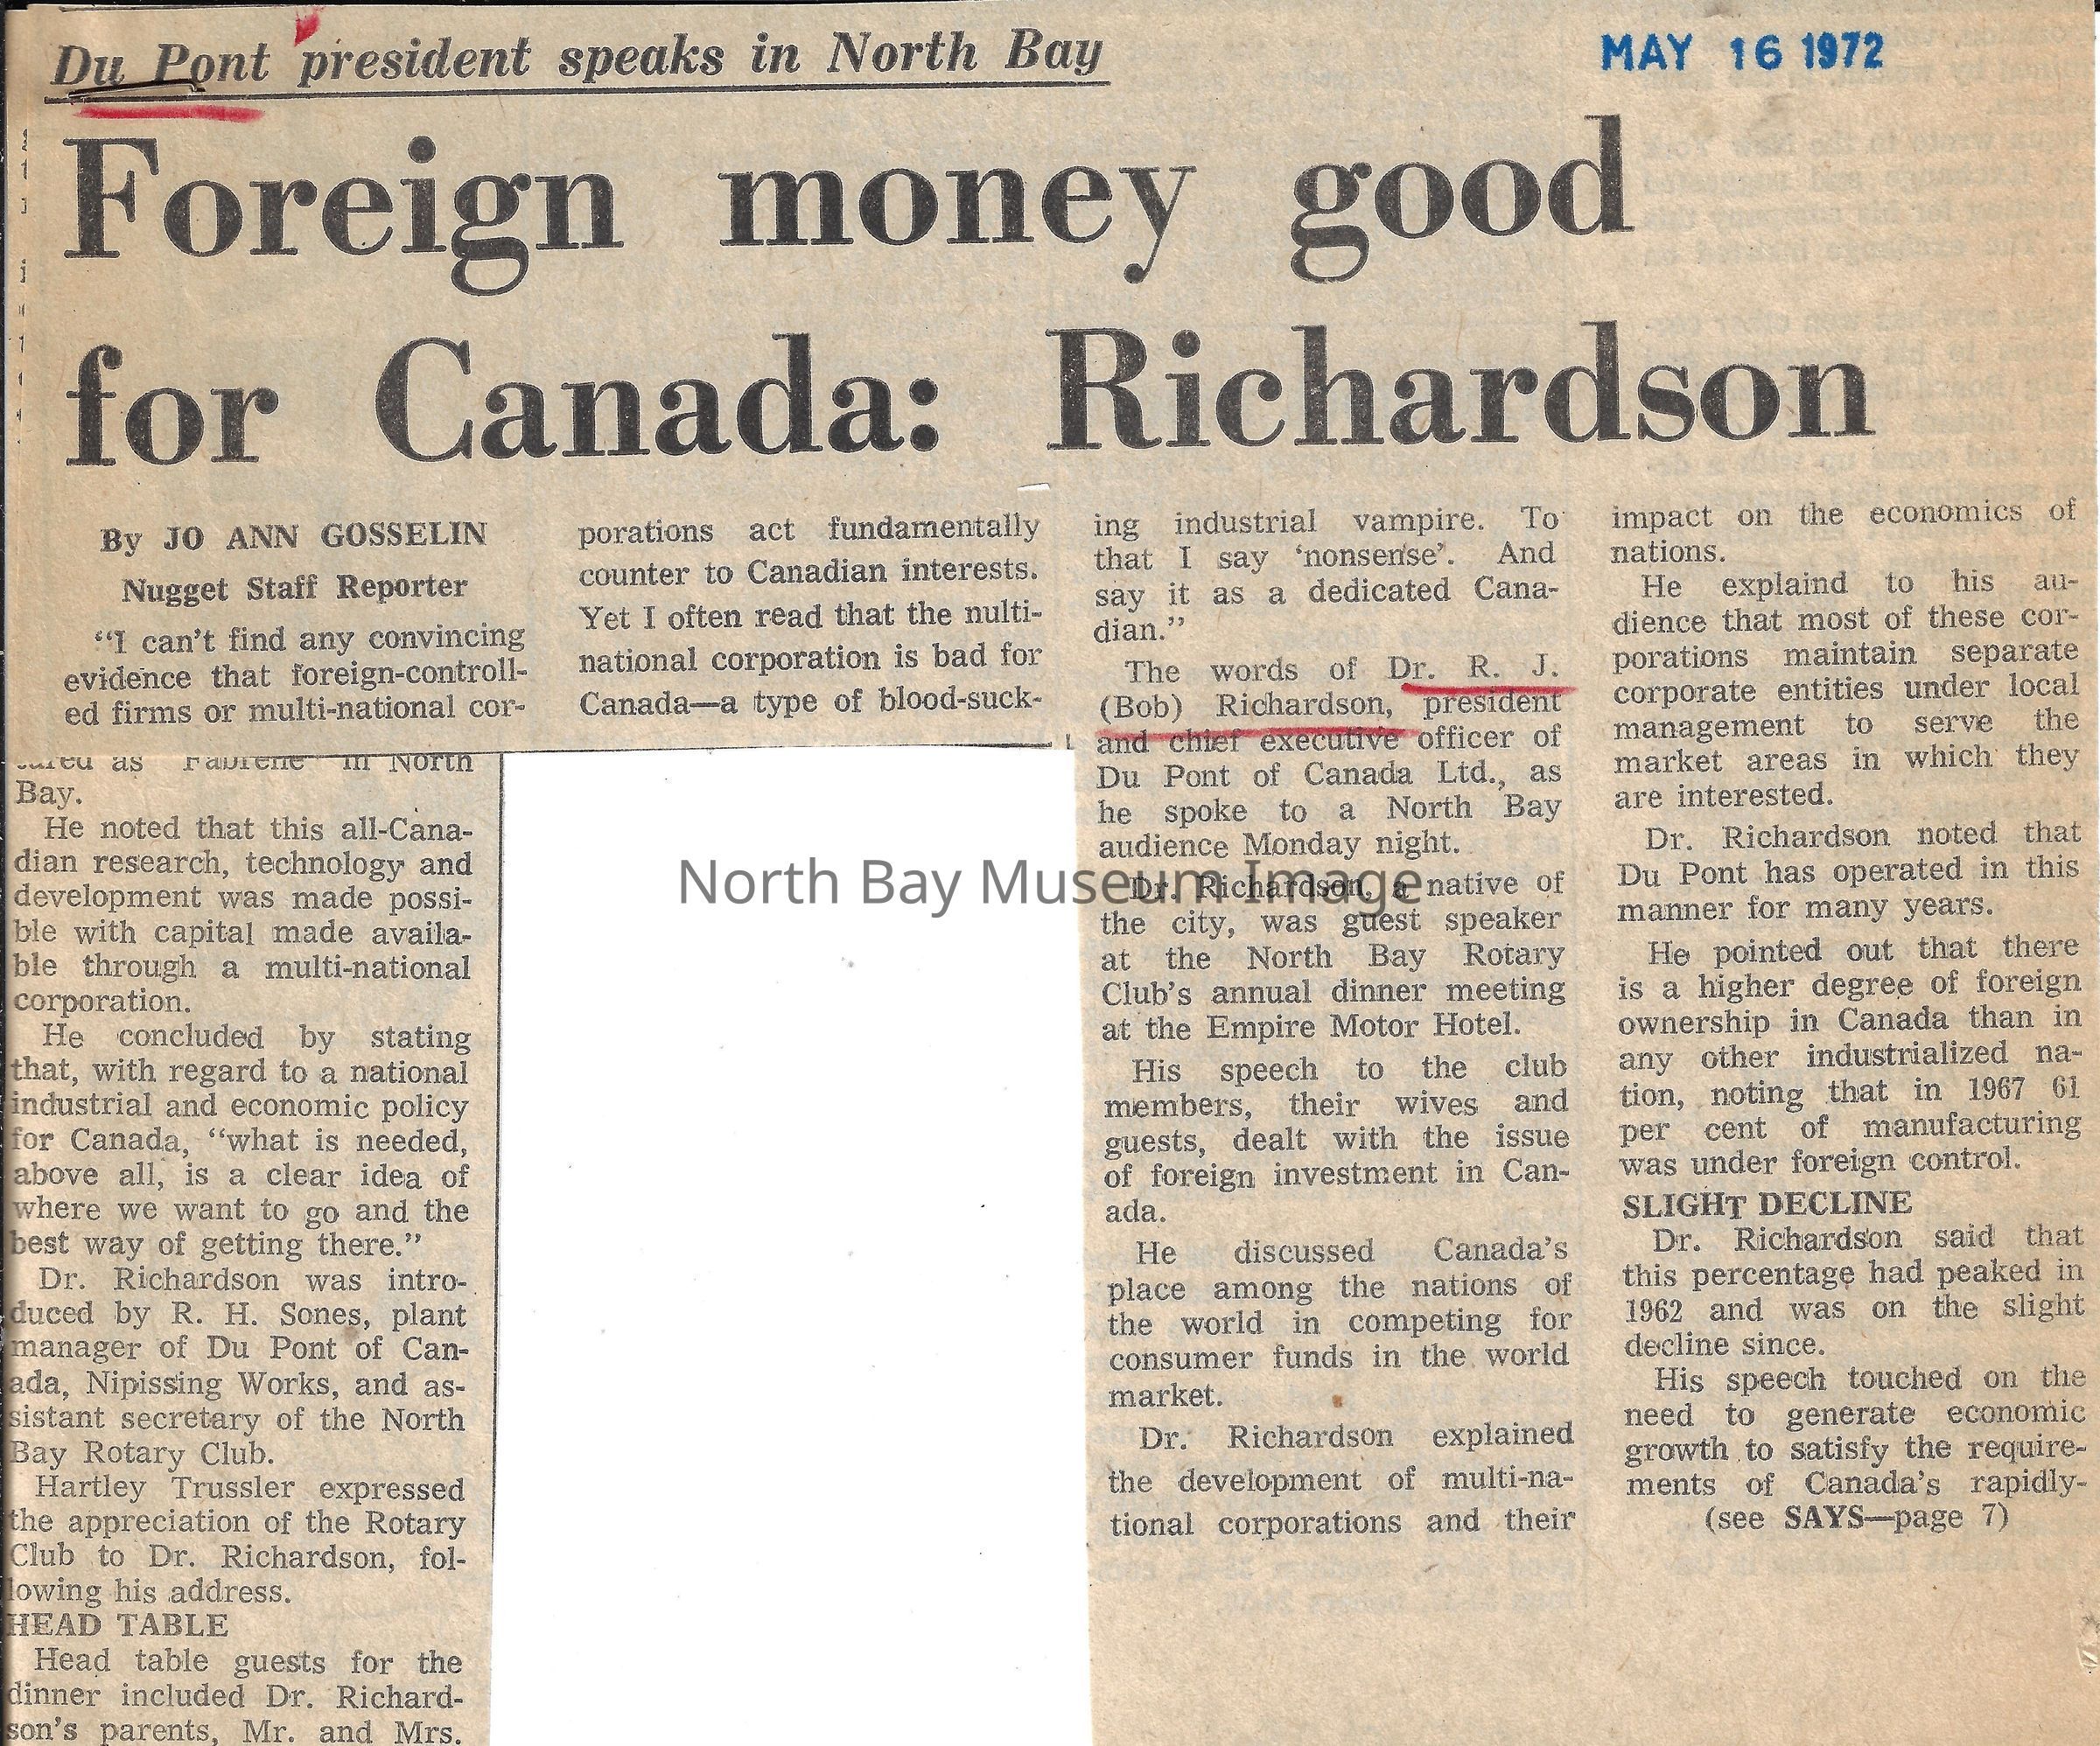 Du Pont president speaks in North Bay
MAY 16 1972
Foreign money good
for Canada: Richardson
By JO ANN GOSSELIN
Nugget Staff Reporter
“I can’t find any convincing
evidence that foreign-controll-
ed firms or multi-national cor-
porations act fundamentally
counter to Canadian interests.
Yet I often read that the nulti-
national corporation is bad for
Canada—a type of blood-suck-
ing industrial vampire. To
that I say ‘nonsense’. And
say it as a dedicated Cana-
dian.”
The words of Dr. R. J.
(Bob) Richardson, president
and chief executive officer of
Du Pont of Canada Ltd., as
he spoke to a North Bay
audience Monday night.
Dr. Richardson, a native of
the city, was guest speaker
at the North Bay Rotary
Club’s annual dinner meeting
at the Empire Motor Hotel.
His speech to the club
members, their wives and
guests, dealt with the issue
of foreign investment in Can-
ada.
He discussed Canada’s
place among the nations of
the world in competing for
consumer funds in the world
market.
Dr. Richardson explained
the development of multi-na-
tional corporations and their
impact on the economics of
nations.
He explaind to his au-
dience that most of these cor-
porations maintain separate
corporate entities under local
management to serve the
market areas in which they
are interested.
Dr. Richardson noted that
Du Pont has operated in this
manner for many years.
He pointed out that there
is a higher degree of foreign
ownership in Canada than in
any other industrialized na-
tion, noting that in 1967 61
per cent of manufacturing
was under foreign control.
SLIGHT DECLINE
Dr. Richardson said that
this percentage had peaked in
1962 and was on the slight
decline since.
His speech touched on the
need to generate economic
growth to satisfy the require-
ments of Canada’s rapidly-
(see SAYS—page 7)
as “Fabrene” in North
Bay.
He noted that this all-Cana-
dian research, technology and
development was made possi-
ble with capital made availa-
ble through a multi-national
corporation.
He concluded by stating
that, with regard to a national
industrial and economic policy
for Canada, “what is needed,
above all, is a clear idea of
where we want to go and the
best way of getting there.”
Dr. Richardson was intro-
duced by R. H. Sones, plant
manager of Du Pont of Can-
ada, Nipissing Works, and as-
sistant secretary of the North
Bay Rotary Club.
Hartley Trussler expressed
the appreciation of the Rotary
Club to Dr. Richardson, fol-
lowing his address.
HEAD TABLE
Head table guests for the
dinner included Dr. Richard-
son’s parents, Mr. and Mrs.
North Bay Museum Image